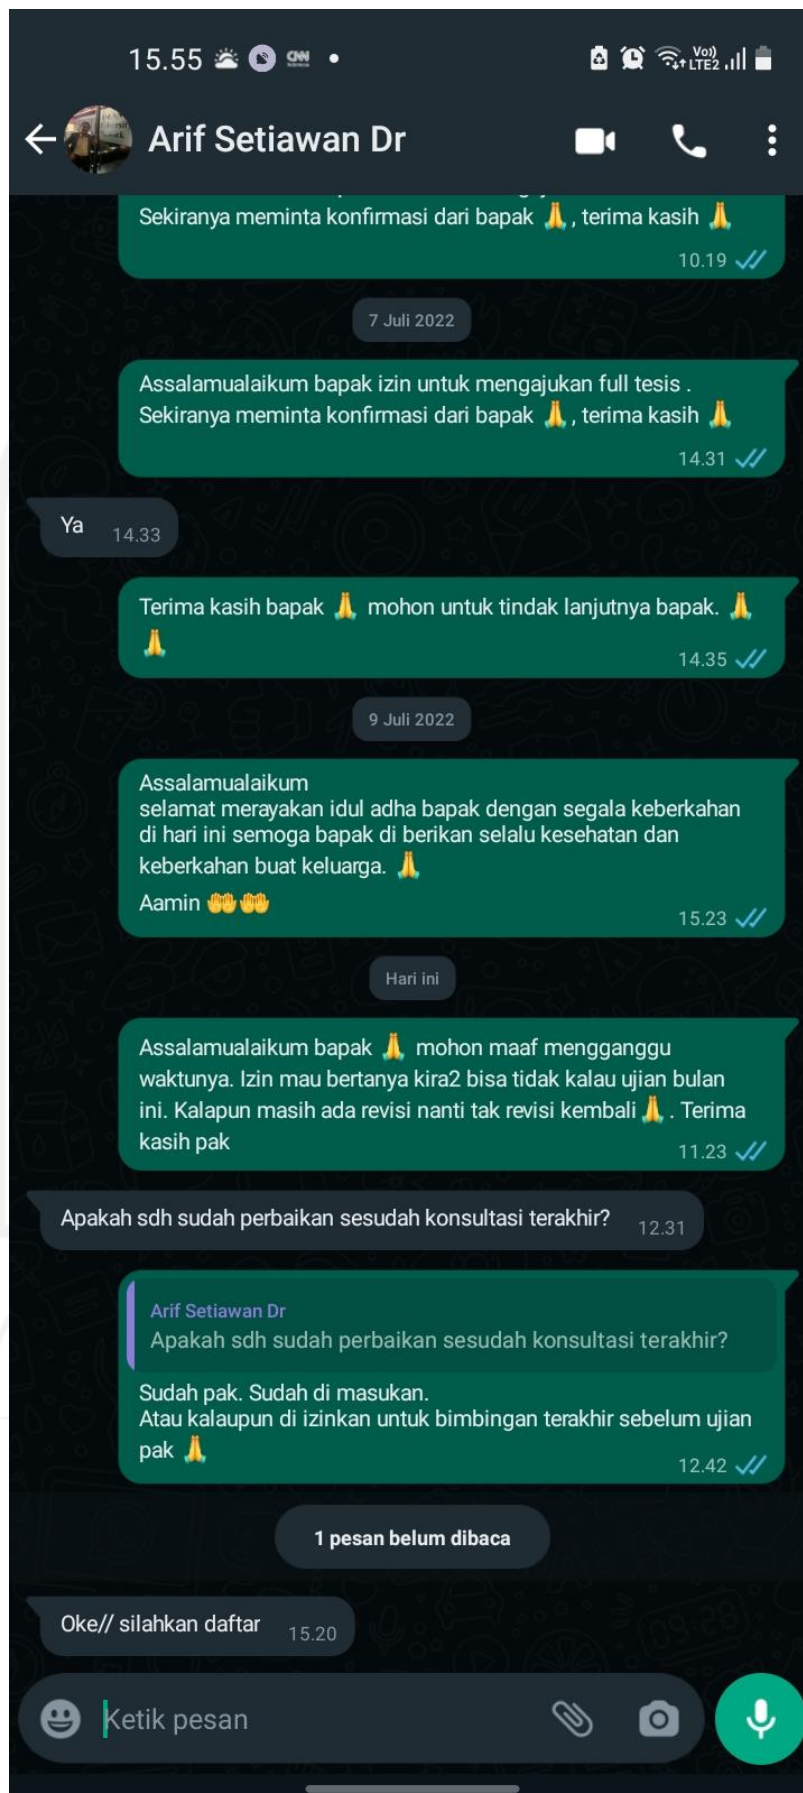 15.55
CNN
Vo))
LTE2
Arif Setiawan Dr
Sekiranya meminta konfirmasi dari bapak 🙏, terima kasih 🙏
10.19
7 Juli 2022
Assalamualaikum bapak izin untuk mengajukan full tesis .
Sekiranya meminta konfirmasi dari bapak 🙏, terima kasih 🙏
14.31
Ya
14.33
Terima kasih bapak 🙏 mohon untuk tindak lanjutnya bapak. 🙏
🙏
14.35
9 Juli 2022
Assalamualaikum
selamat merayakan idul adha bapak dengan segala keberkahan
di hari ini semoga bapak di berikan selalu kesehatan dan
keberkahan buat keluarga. 🙏
Aamin 🤲🤲
15.23
Hari ini
Assalamualaikum bapak 🙏 mohon maaf mengganggu
waktunya. Izin mau bertanya kira2 bisa tidak kalau ujian bulan
ini. Kalapun masih ada revisi nanti tak revisi kembali🙏. Terima
kasih pak
11.23
Apakah sdh sudah perbaikan sesudah konsultasi terakhir?
12.31
Arif Setiawan Dr
Apakah sdh sudah perbaikan sesudah konsultasi terakhir?
Sudah pak. Sudah di masukan.
Atau kalaupun di izinkan untuk bimbingan terakhir sebelum ujian
pak 🙏
12.42
1 pesan belum dibaca
Oke// silahkan daftar
15.20
Ketik pesan